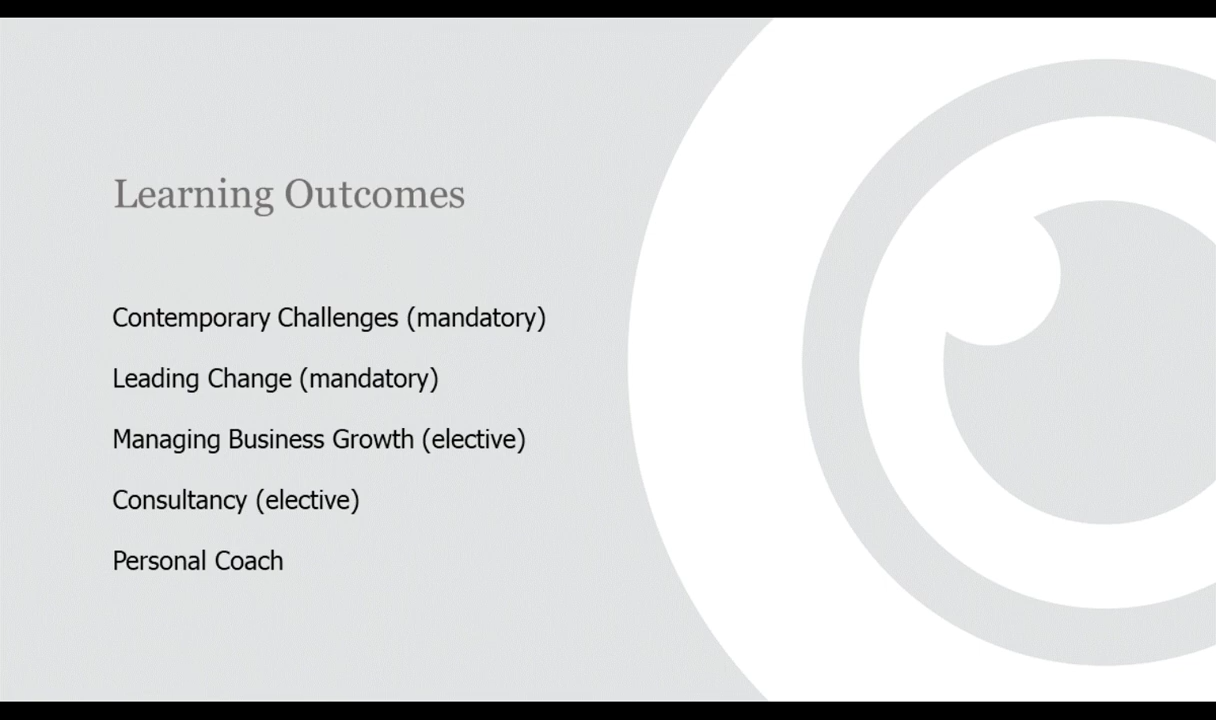 Learning Outcomes
Contemporary Challenges (mandatory)
Leading Change (mandatory)
Managing Business Growth (elective)
Consultancy (elective)
Personal Coach